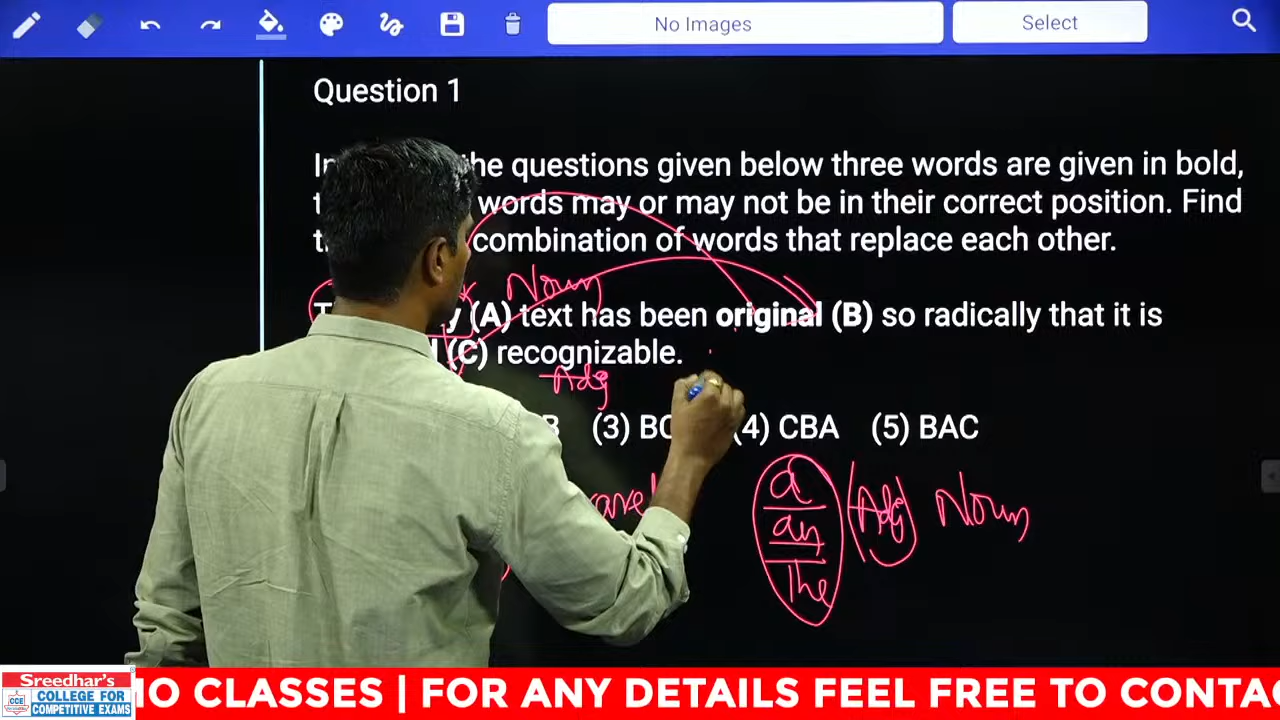 No Images
Select
Question 1
the questions given below three words are given in bold,
words may or may not be in their correct position. Find
combination of words that replace each other.
Noun
(A) text has been original (B) so radically that it is
(C) recognizable.
Adj
(3) (4) CBA (5) BAC
a Adj Noun
an
The
Sreedhar's
CCE COLLEGE FOR
COMPETITIVE EXAMS
MO CLASSES | FOR ANY DETAILS FEEL FREE TO CONTAC